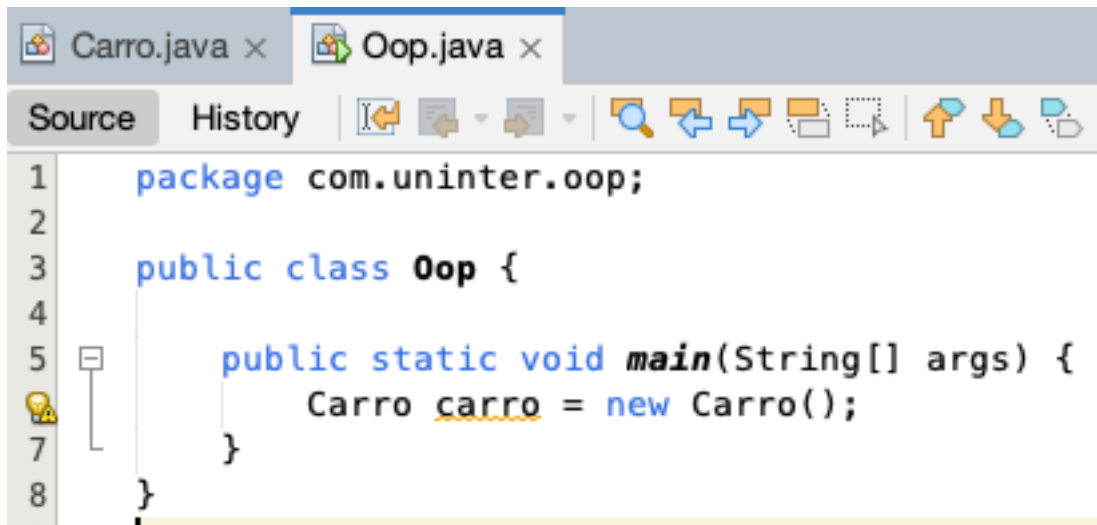 Carro.java × Oop.java ×
Source History
1 package com.uninter.oop;
2
3 public class Oop {
4
5 public static void main(String[] args) {
Carro carro = new Carro();
7 }
8 }